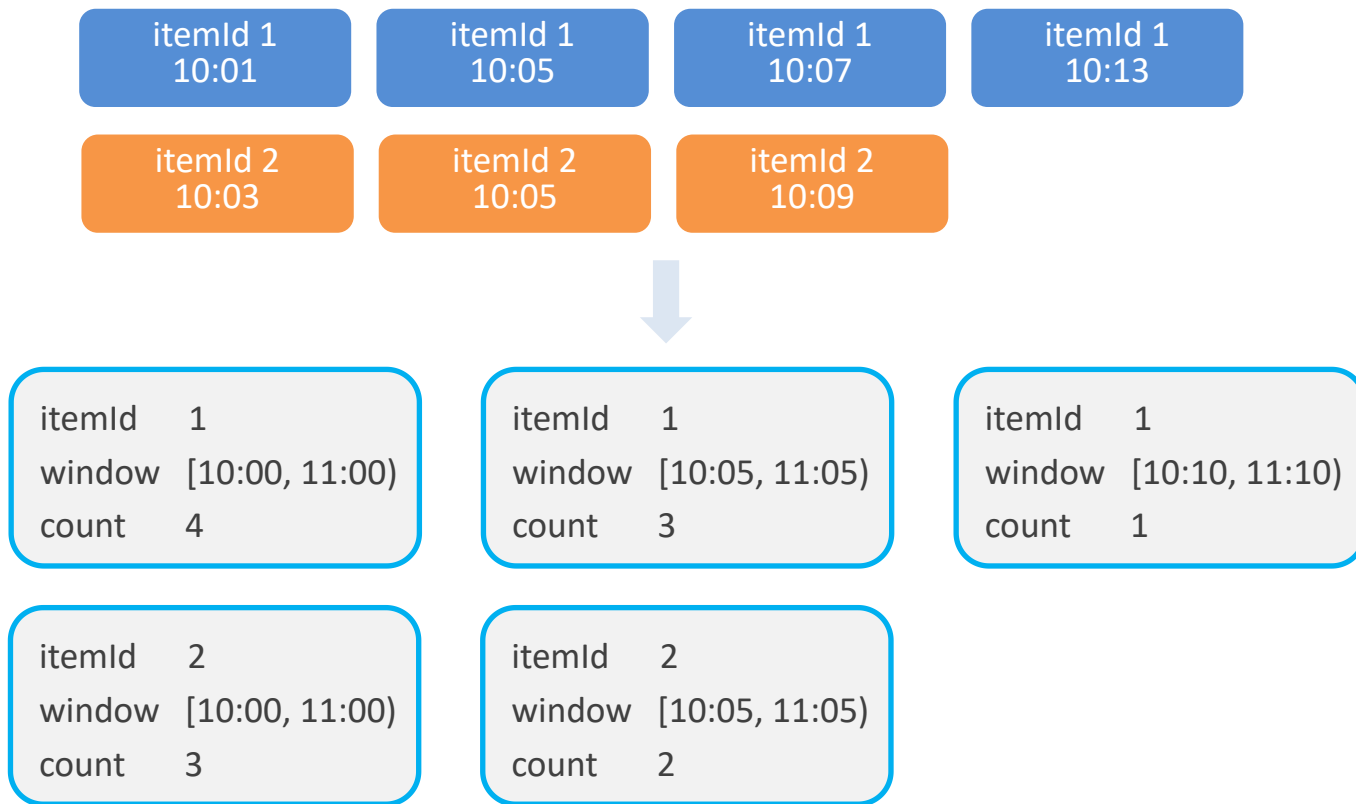 itemId 1
10:01
itemId 1
10:05
itemId 1
10:07
itemId 1
10:13
itemId 2
10:03
itemId 2
10:05
itemId 2
10:09
itemId 1
window [10:00, 11:00)
count 4
itemId 1
window [10:05, 11:05)
count 3
itemId 1
window [10:10, 11:10)
count 1
itemId 2
window [10:00, 11:00)
count 3
itemId 2
window [10:05, 11:05)
count 2